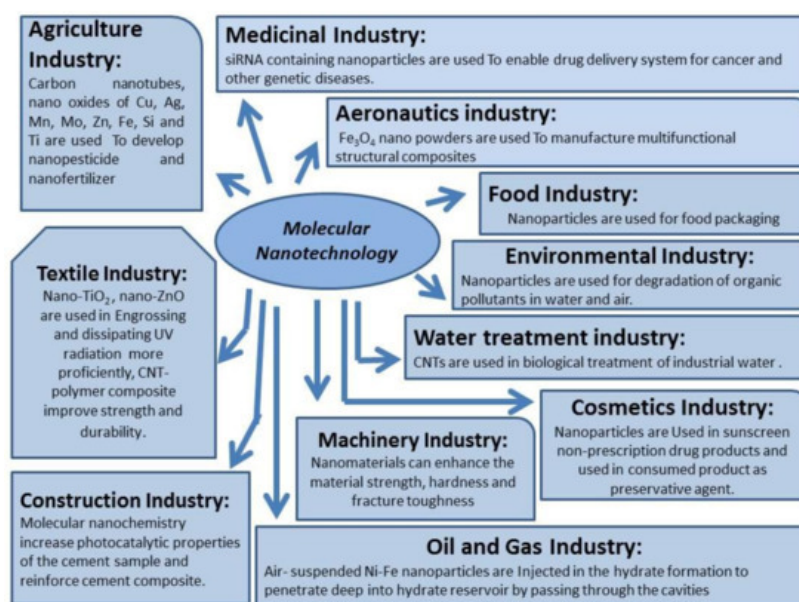 Agriculture
Industry:
Carbon nanotubes,
nano oxides of Cu, Ag,
Mn, Mo, Zn, Fe, Si and
Ti are used To develop
nanopesticide and
nanofertilizer
Medicinal Industry:
siRNA containing nanoparticles are used To enable drug delivery system for cancer and
other genetic diseases.
Aeronautics industry:
Fe₃O₄ nano powders are used To manufacture multifunctional
structural composites
Food Industry:
Nanoparticles are used for food packaging
Molecular
Nanotechnology
Environmental Industry:
Nanoparticles are used for degradation of organic
pollutants in water and air.
Textile Industry:
Nano-TiO₂, nano-ZnO
are used in Engrossing
and dissipating UV
radiation more
proficiently, CNT-
polymer composite
improve strength and
durability.
Water treatment industry:
CNTs are used in biological treatment of industrial water .
Cosmetics Industry:
Nanoparticles are Used in sunscreen
non-prescription drug products and
used in consumed product as
preservative agent.
Machinery Industry:
Nanomaterials can enhance the
material strength, hardness and
fracture toughness
Construction Industry:
Molecular nanochemistry
increase photocatalytic properties
of the cement sample and
reinforce cement composite.
Oil and Gas Industry:
Air- suspended Ni-Fe nanoparticles are Injected in the hydrate formation to
penetrate deep into hydrate reservoir by passing through the cavities